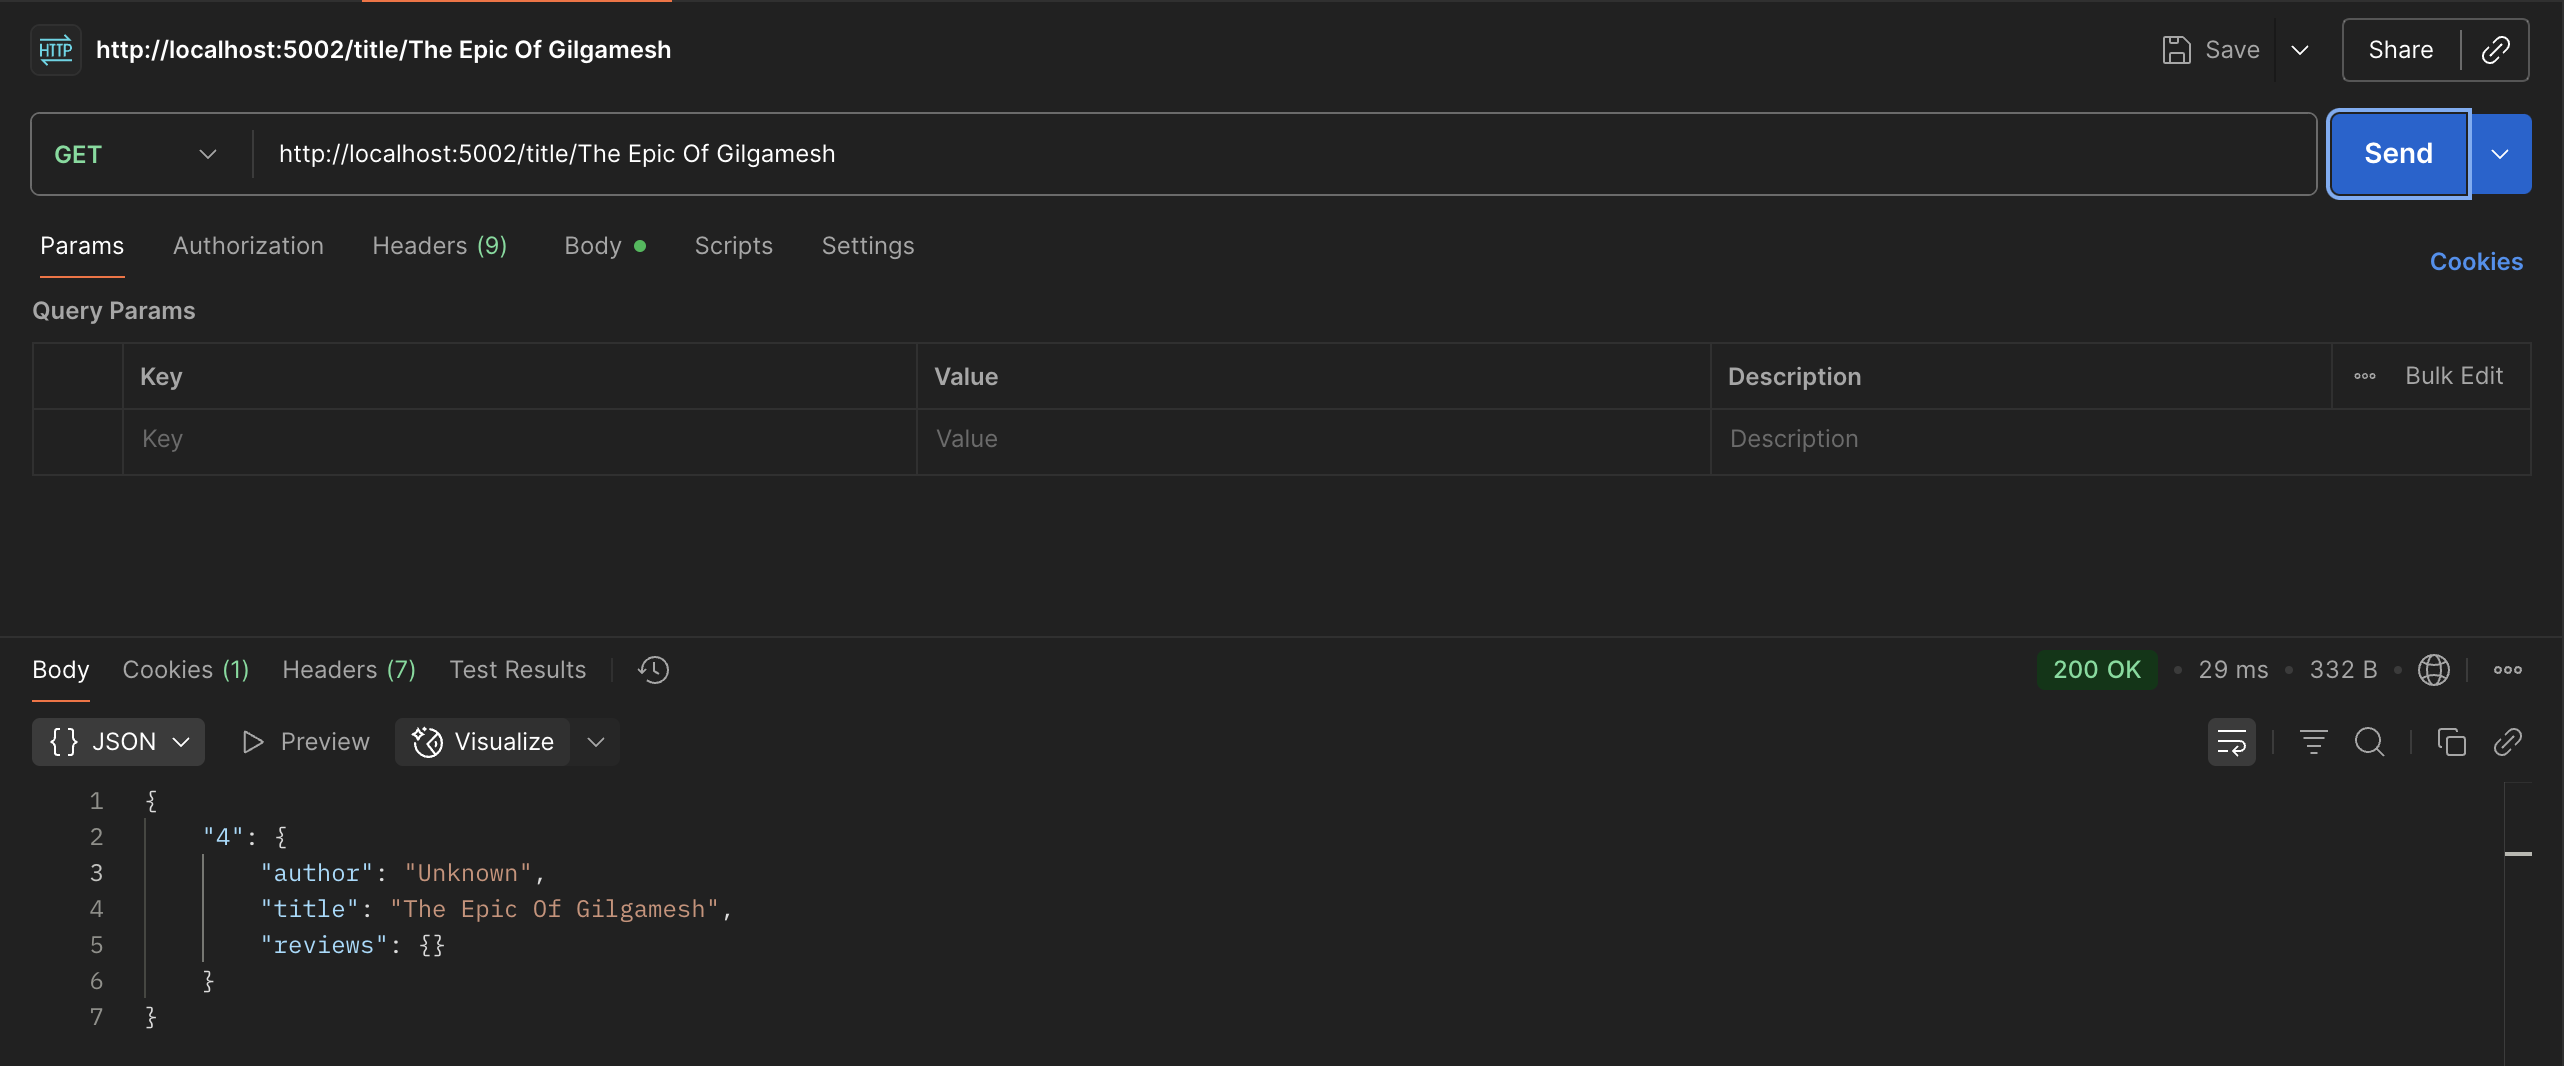 HTTP http://localhost:5002/title/The Epic Of Gilgamesh Save Share
GET http://localhost:5002/title/The Epic Of Gilgamesh Send
Params Authorization Headers (9) Body Scripts Settings Cookies
Query Params
Key Value Description Bulk Edit
Key Value Description
Body Cookies (1) Headers (7) Test Results 200 OK 29 ms 332 B
{} JSON Preview Visualize
1 {
2 "4": {
3 "author": "Unknown",
4 "title": "The Epic Of Gilgamesh",
5 "reviews": {}
6 }
7 }